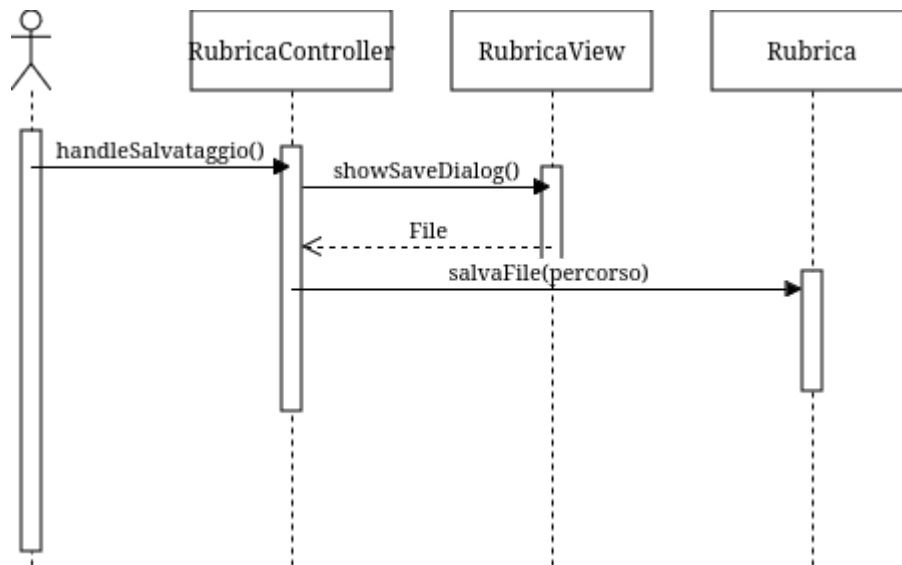 RubricaController
RubricaView
Rubrica
handleSalvataggio()
showSaveDialog()
File
salvaFile(percorso)